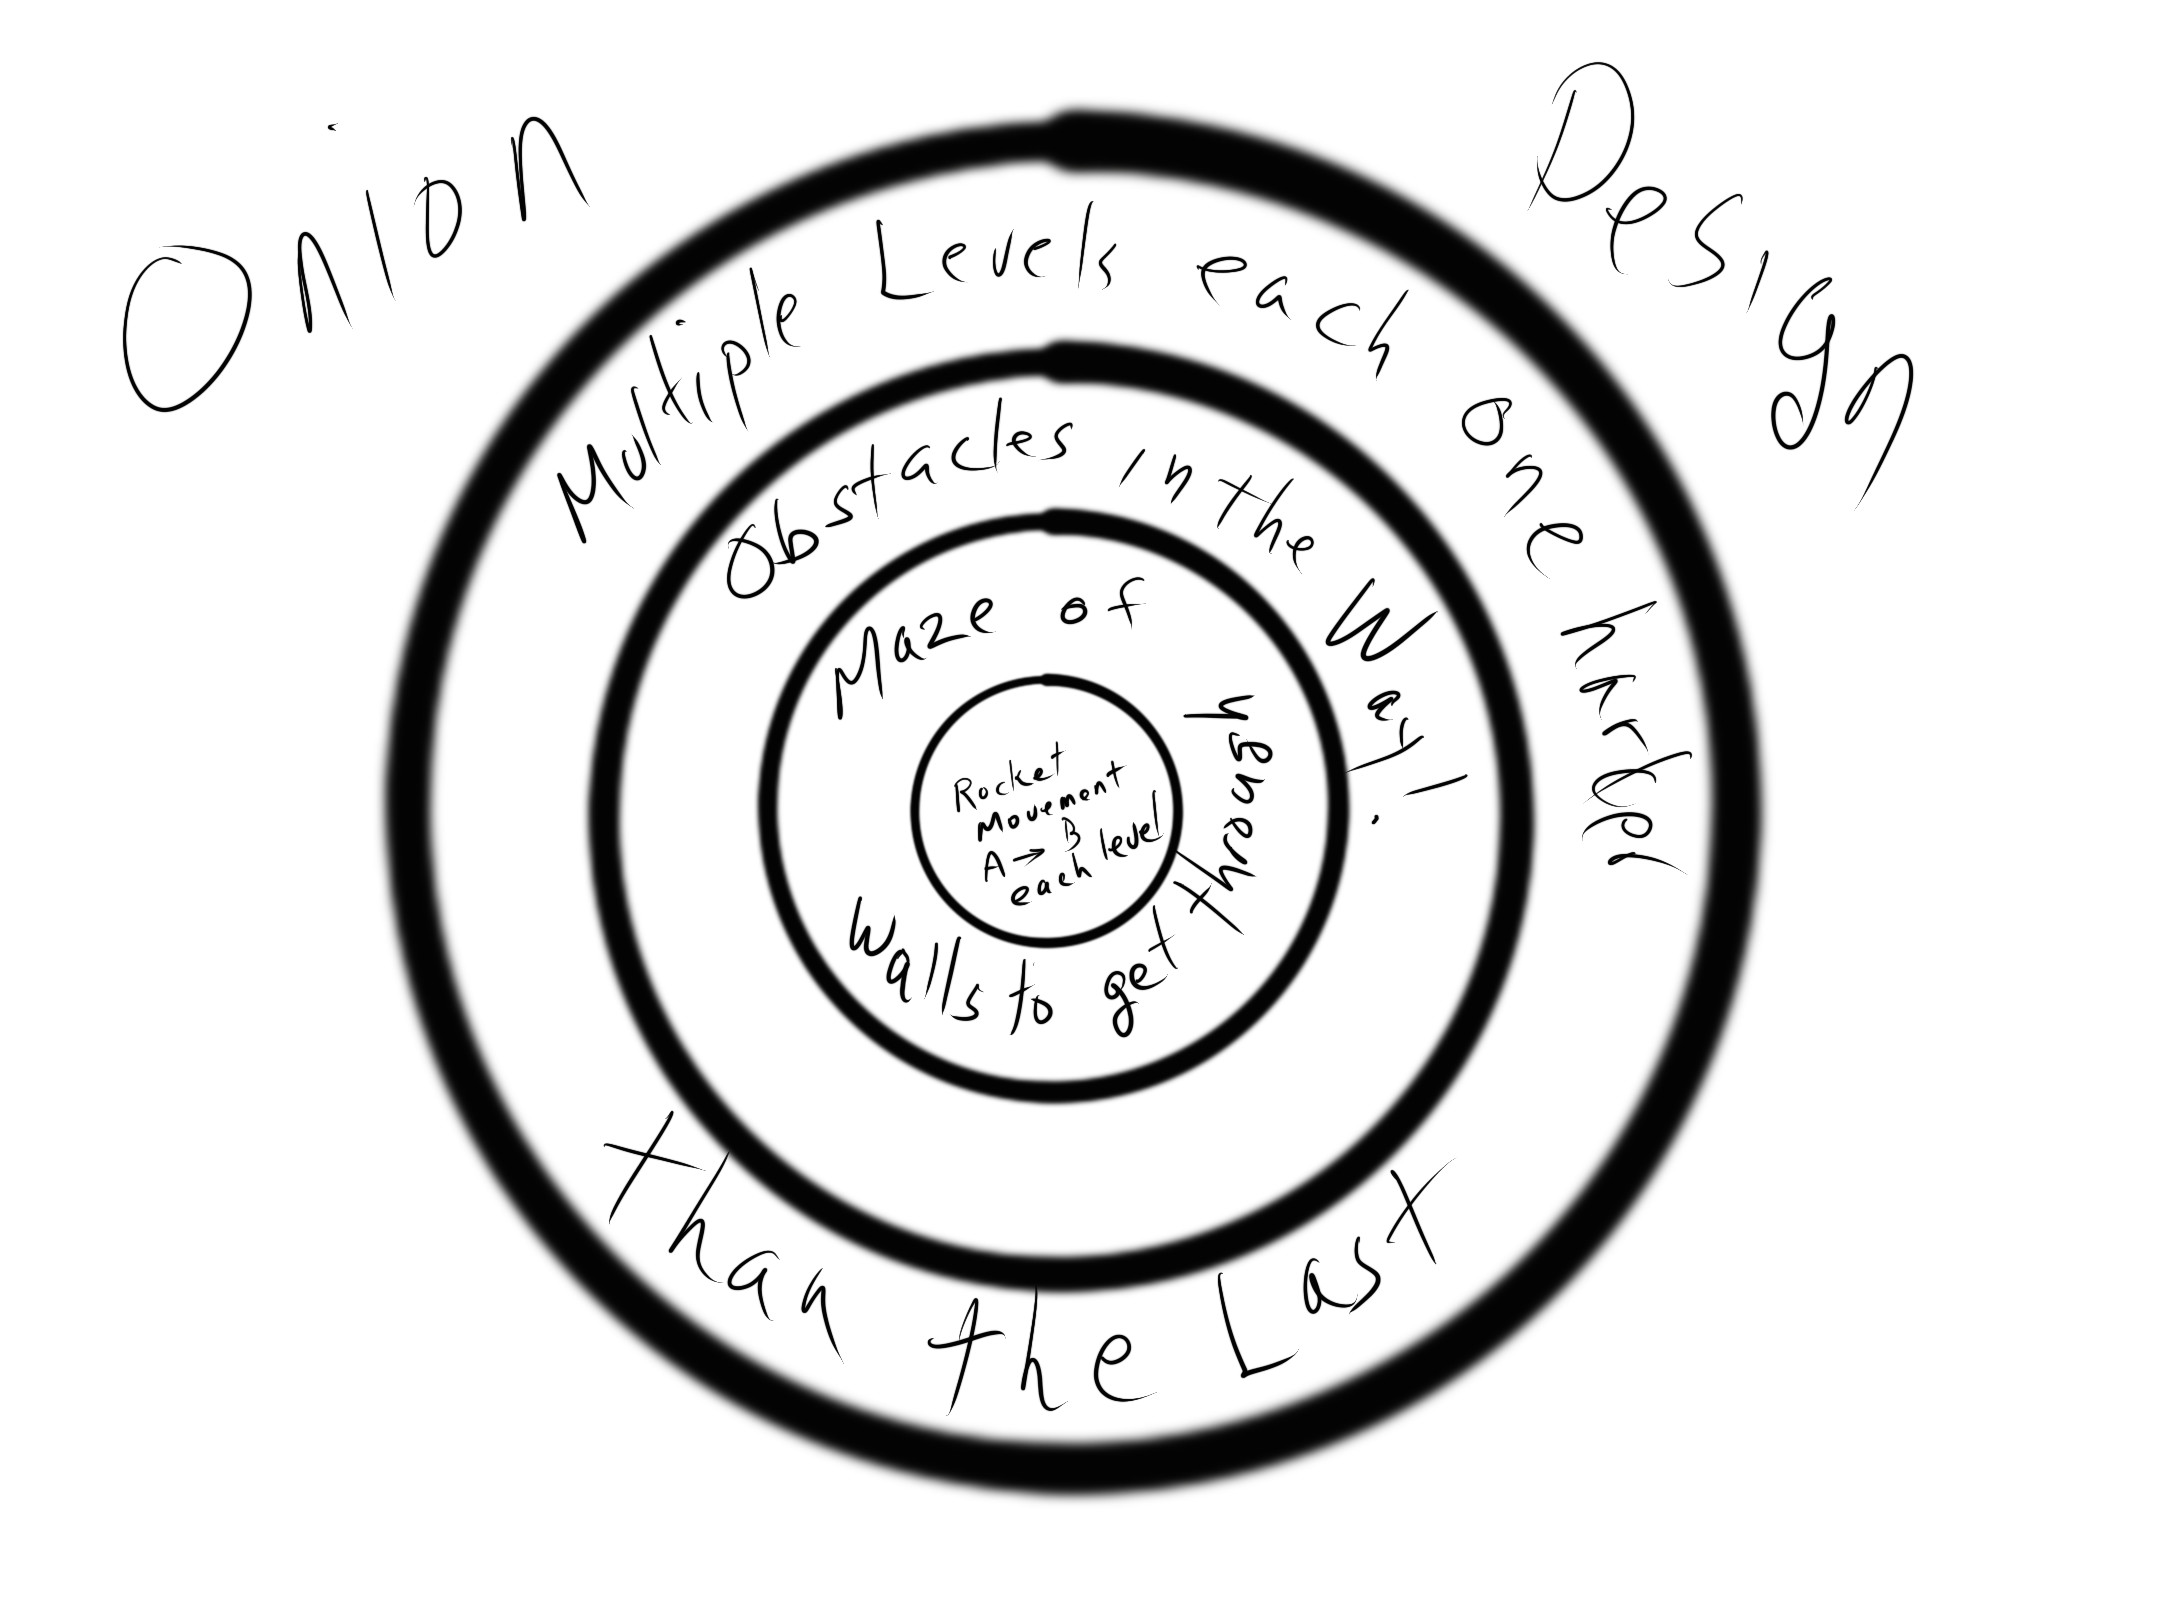 Onion Design
Multiple Levels each one harder
than the Last
Obstacles in the Way!
Maze of
Walls to get through
Rocket
Movement
A → B
each level